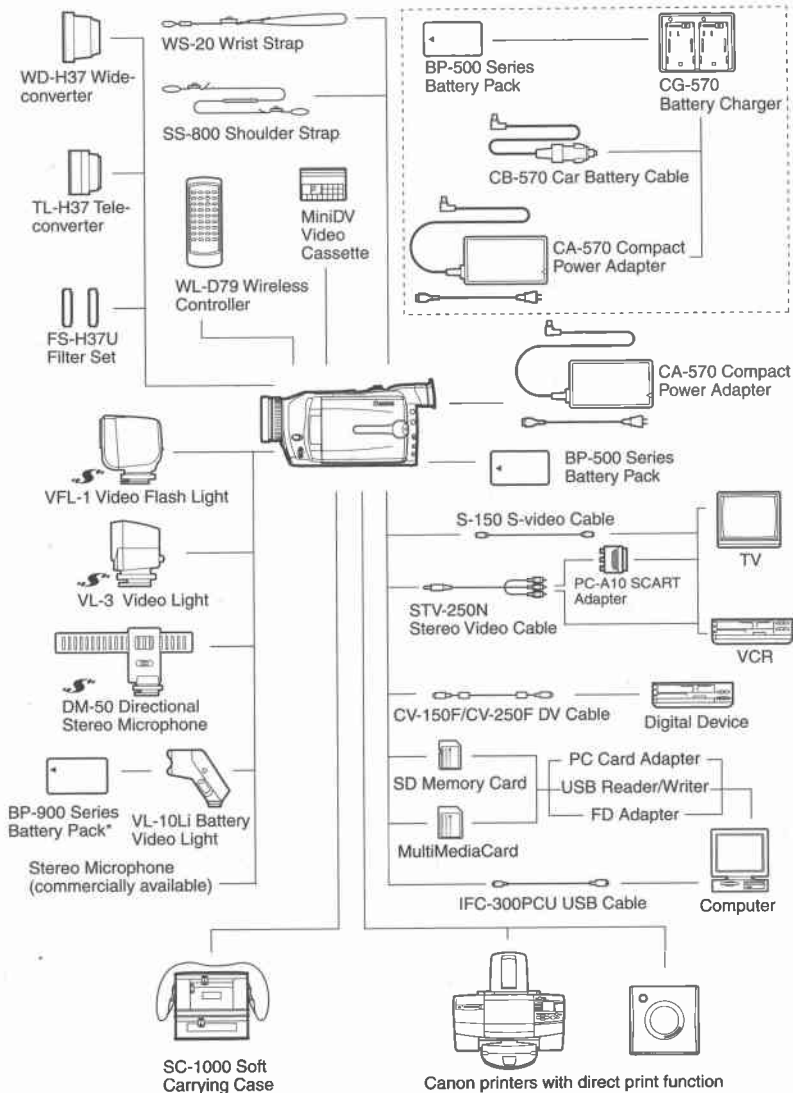 WS-20 Wrist Strap
WD-H37 Wide-
converter
SS-800 Shoulder Strap
TL-H37 Tele-
converter
MiniDV
Video
Cassette
WL-D79 Wireless
Controller
FS-H37U
Filter Set
BP-500 Series
Battery Pack
CG-570
Battery Charger
CB-570 Car Battery Cable
CA-570 Compact
Power Adapter
CA-570 Compact
Power Adapter
BP-500 Series
Battery Pack
Canon
VFL-1 Video Flash Light
VL-3 Video Light
DM-50 Directional
Stereo Microphone
BP-900 Series
Battery Pack*
VL-10Li Battery
Video Light
Stereo Microphone
(commercially available)
S-150 S-video Cable
TV
STV-250N
Stereo Video Cable
PC-A10 SCART
Adapter
VCR
CV-150F/CV-250F DV Cable
Digital Device
SD Memory Card
MultiMediaCard
PC Card Adapter
USB Reader/Writer
FD Adapter
IFC-300PCU USB Cable
Computer
SC-1000 Soft
Carrying Case
Canon printers with direct print function